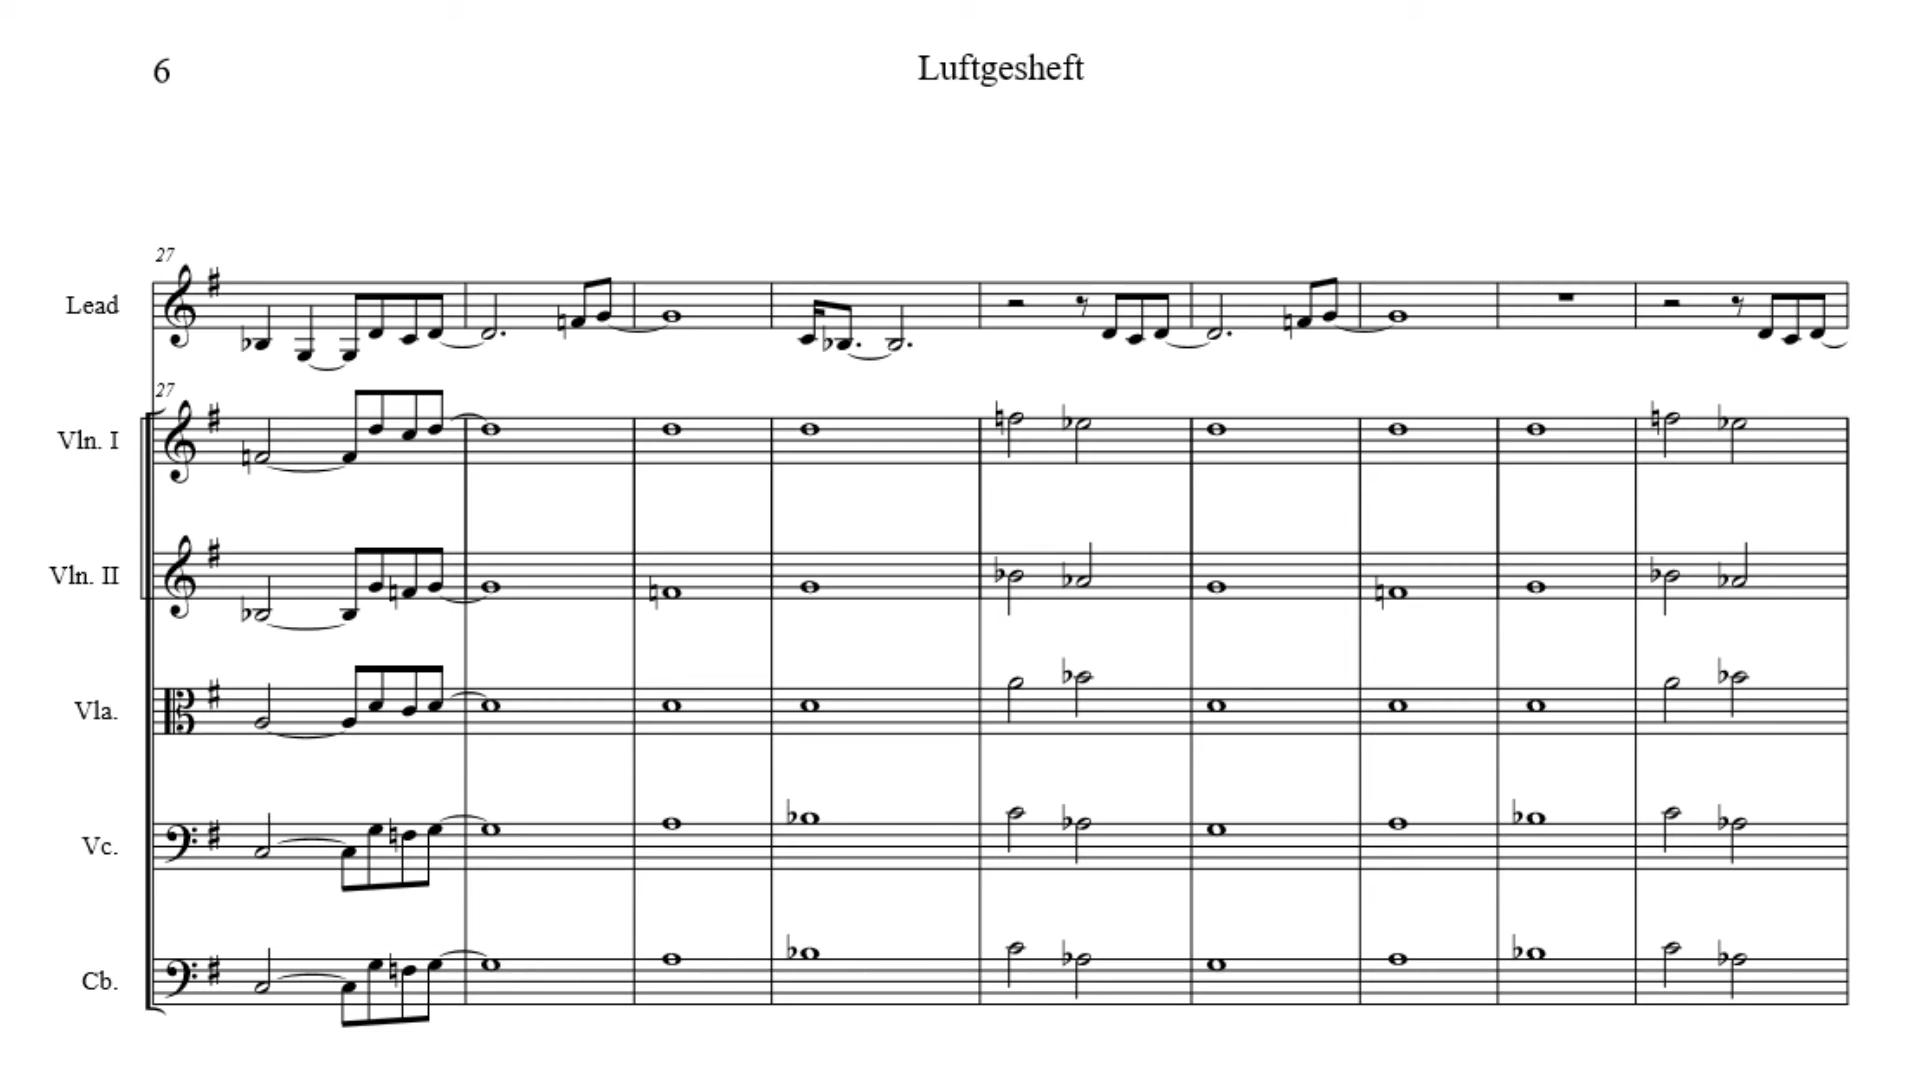 6
Luftgesheft
27
Lead
27
Vln. I
Vln. II
Vla.
Vc.
Cb.